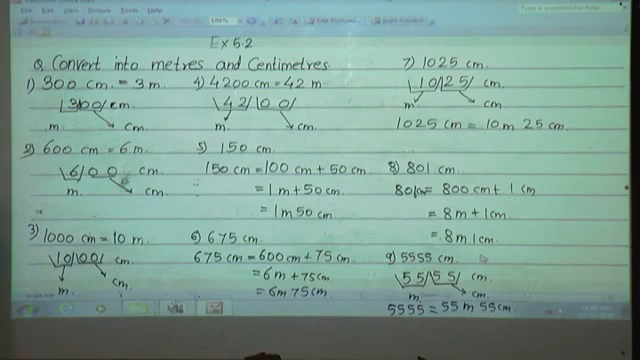 Ex 5.2
Q. Convert into metres and Centimetres.
1) 300 cm = 3 m.
3/00/ cm.
m. cm.
2) 600 cm = 6 m.
6/00 cm
m. cm.
3) 1000 cm = 10 m.
10/00/ cm
m. cm.
4) 4200 cm = 42 m.
42/00/
m. cm.
5) 150 cm.
150 cm = 100 cm + 50 cm
= 1 m + 50 cm
= 1 m 50 cm
6) 675 cm.
675 cm = 600 cm + 75 cm
= 6 m + 75 cm
= 6 m 75 cm
7) 1025 cm.
10/25/ cm
m cm.
1025 cm = 10 m 25 cm.
8) 801 cm.
801 cm = 800 cm + 1 cm
= 8 m + 1 cm
= 8 m 1 cm
9) 5555 cm.
55/55/ cm
m. cm.
5555 = 55 m 55 cm.